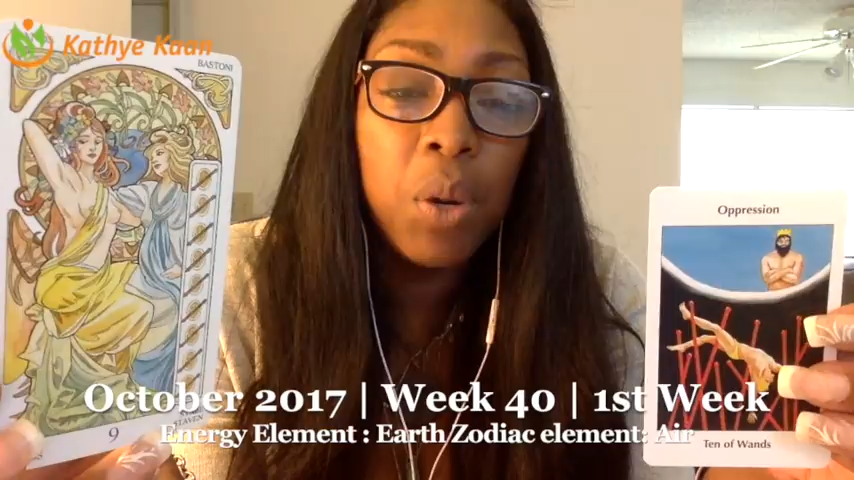 Kathye Kaan
BASTONI
STAVEN
9
Oppression
Ten of Wands
October 2017 | Week 40 | 1st Week
Energy Element : Earth/Zodiac element: Air